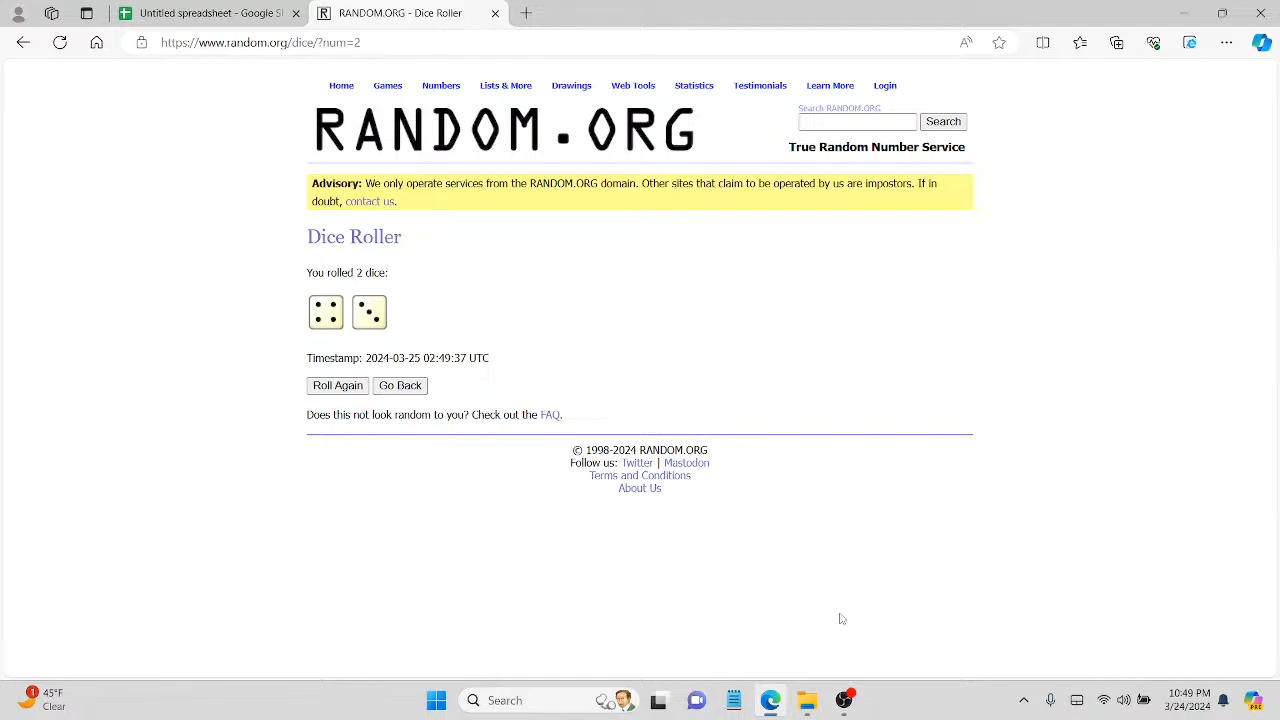 Untitled spreadsheet - Google Sl
RANDOM.ORG - Dice Roller
https://www.random.org/dice/?num=2
Home Games Numbers Lists & More Drawings Web Tools Statistics Testimonials Learn More Login
RANDOM.ORG
Search RANDOM.ORG
Search
True Random Number Service
Advisory: We only operate services from the RANDOM.ORG domain. Other sites that claim to be operated by us are impostors. If in
doubt, contact us.
Dice Roller
You rolled 2 dice:
Timestamp: 2024-03-25 02:49:37 UTC
Roll Again Go Back
Does this not look random to you? Check out the FAQ.
© 1998-2024 RANDOM.ORG
Follow us: Twitter | Mastodon
Terms and Conditions
About Us
1
45°F
Clear
Search
10:49 PM
3/24/2024
PRE